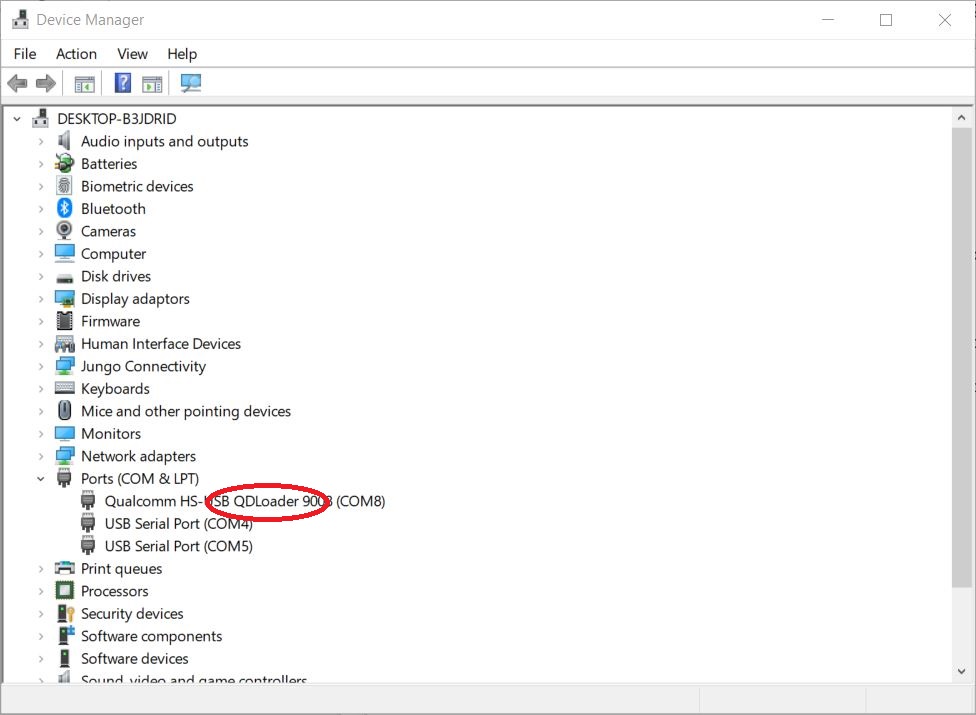 Device Manager
File Action View Help
DESKTOP-B3JDRID
Audio inputs and outputs
Batteries
Biometric devices
Bluetooth
Cameras
Computer
Disk drives
Display adaptors
Firmware
Human Interface Devices
Jungo Connectivity
Keyboards
Mice and other pointing devices
Monitors
Network adapters
Ports (COM & LPT)
Qualcomm HS-USB QDLoader 9008 (COM8)
USB Serial Port (COM4)
USB Serial Port (COM5)
Print queues
Processors
Security devices
Software components
Software devices
Sound, video and game controllers